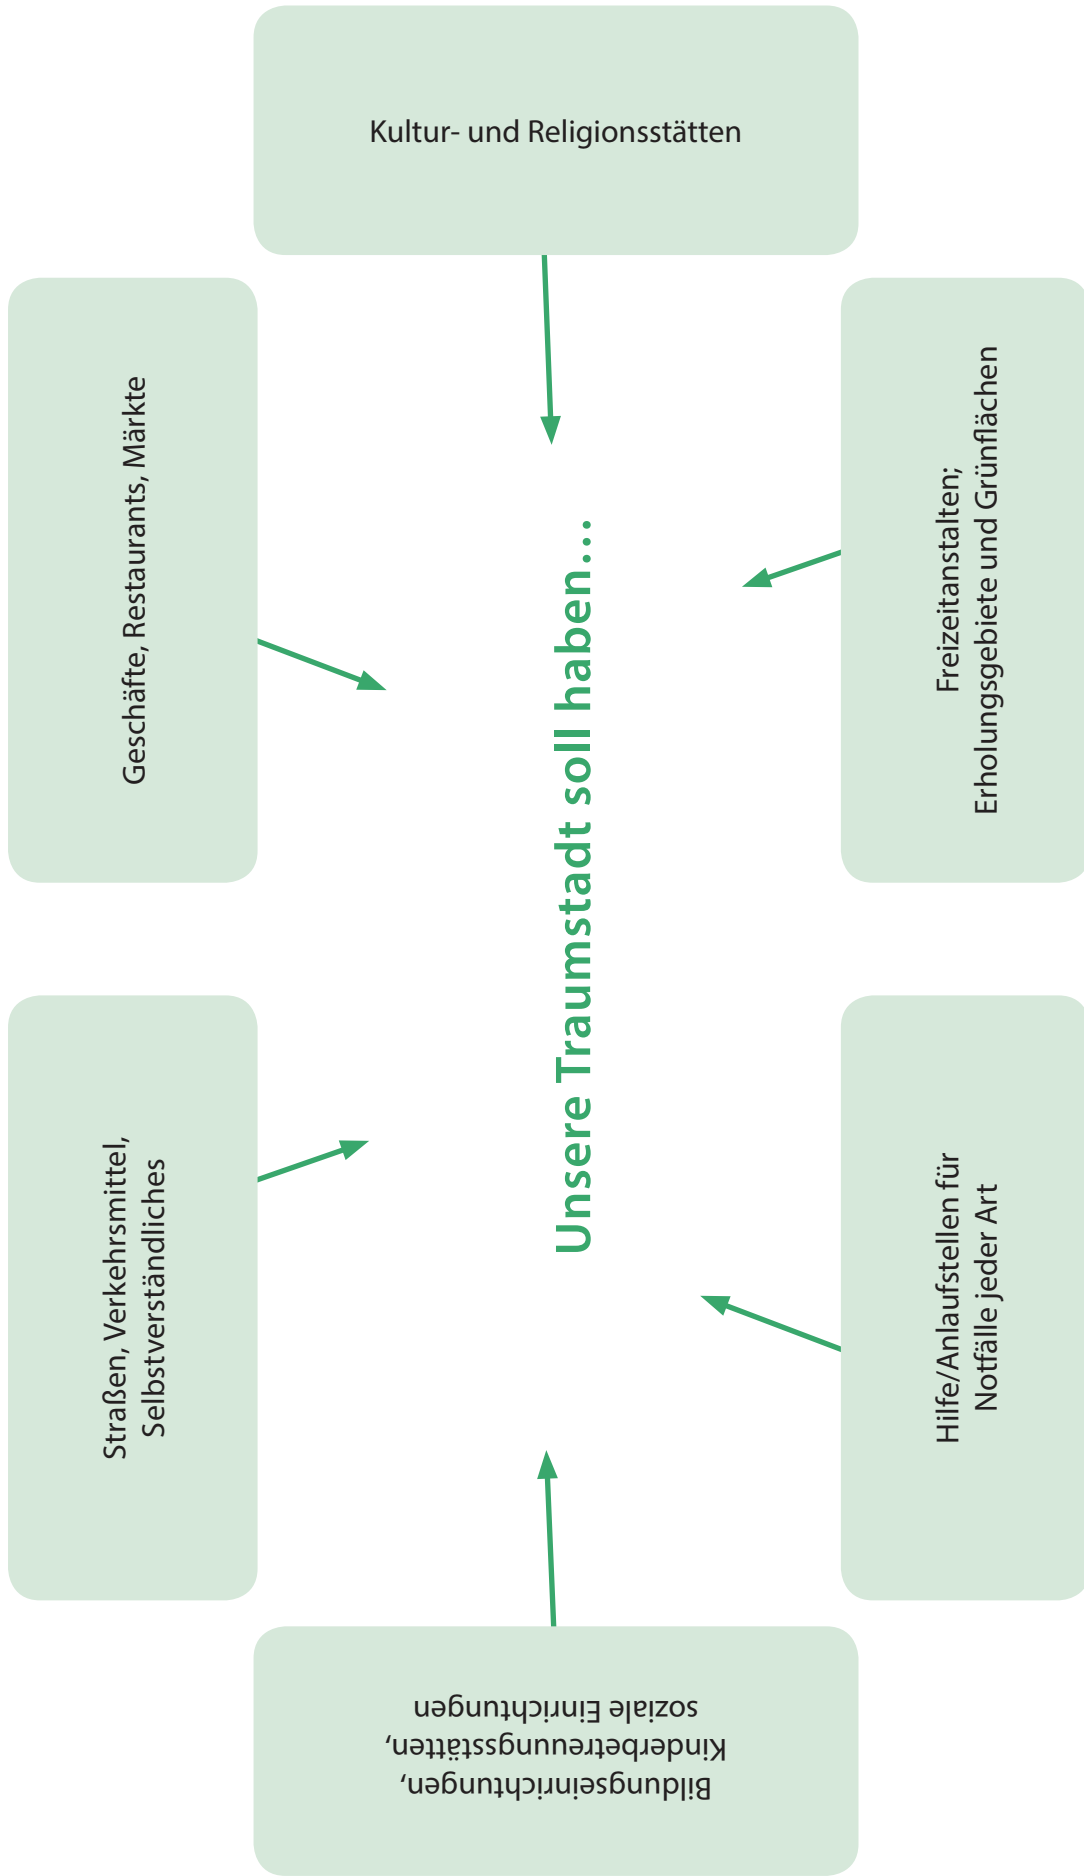 Kultur- und Religionsstätten
Geschäfte, Restaurants, Märkte
Freizeitanstalten;
Erholungsgebiete und Grünflächen
Unsere Traumstadt soll haben...
Straßen, Verkehrsmittel,
Selbstverständliches
Hilfe/Anlaufstellen für
Notfälle jeder Art
Bildungseinrichtungen,
Kinderbetreuungsstätten,
soziale Einrichtungen